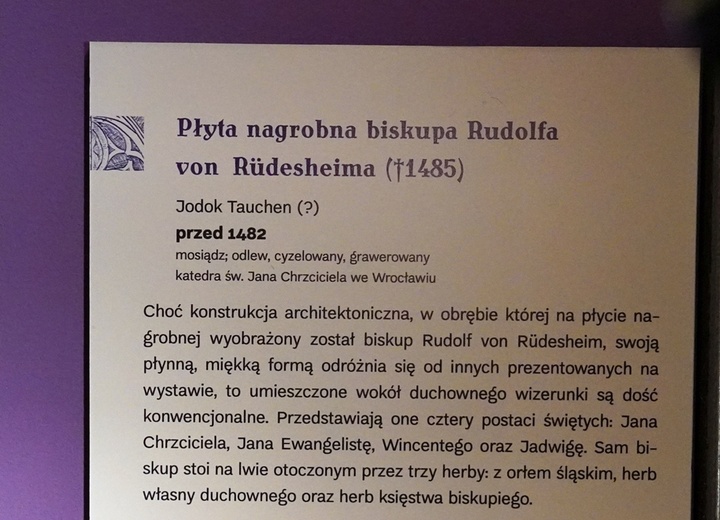 Płyta nagrobna biskupa Rudolfa
von Rüdesheima (†1485)
Jodok Tauchen (?)
przed 1482
mosiądz; odlew, cyzelowany, grawerowany
katedra św. Jana Chrzciciela we Wrocławiu
Choć konstrukcja architektoniczna, w obrębie której na płycie na-
grobnej wyobrażony został biskup Rudolf von Rüdesheim, swoją
płynną, miękką formą odróżnia się od innych prezentowanych na
wystawie, to umieszczone wokół duchownego wizerunki są dość
konwencjonalne. Przedstawiają one cztery postaci świętych: Jana
Chrzciciela, Jana Ewangelistę, Wincentego oraz Jadwigę. Sam bi-
skup stoi na lwie otoczonym przez trzy herby: z orłem śląskim, herb
własny duchownego oraz herb księstwa biskupiego.